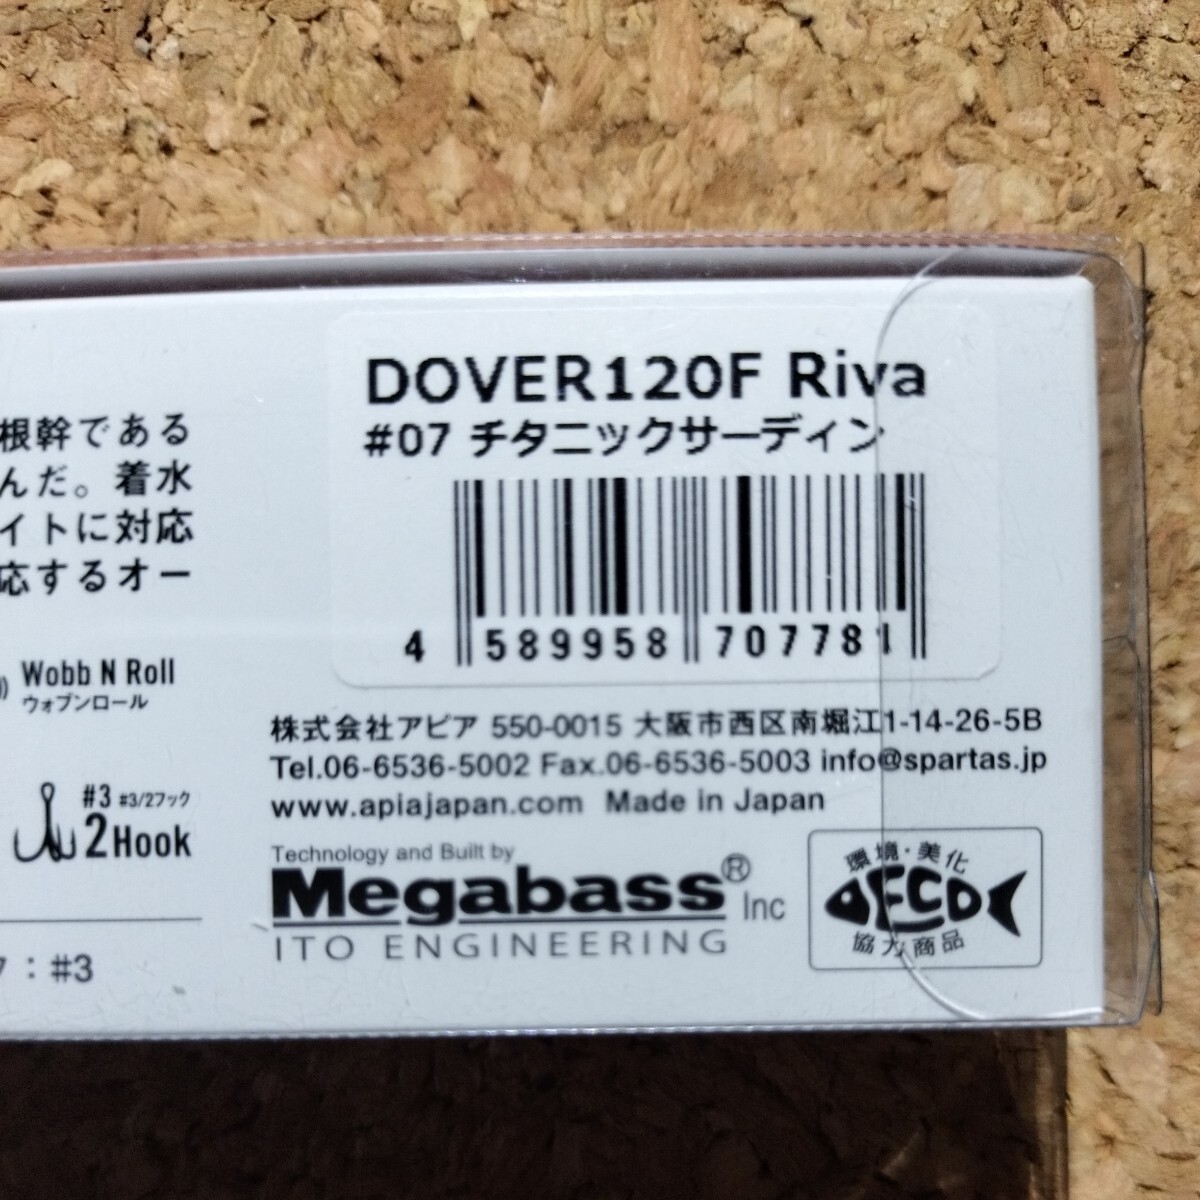 DOVER120F Riva
#07 チタニックサーディン
4 589958 707781
根幹である
んだ。着水
イトに対応
応するオー
Wobb N Roll
ウォブンロール
#3 #3/2フック
2Hook
ク：#3
株式会社アピア 550-0015 大阪市西区南堀江1-14-26-5B
Tel.06-6536-5002 Fax.06-6536-5003 info@spartas.jp
www.apiajapan.com Made in Japan
Technology and Built by
Megabass® Inc
ITO ENGINEERING
環境・美化
ECO
協力商品